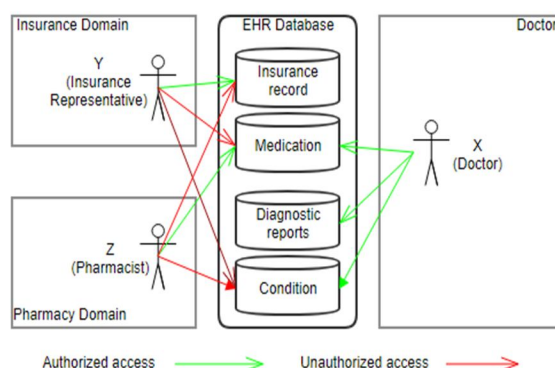 Insurance Domain
EHR Database
Doctor
Y
(Insurance
Representative)
Insurance
record
Medication
X
(Doctor)
Diagnostic
reports
Z
(Pharmacist)
Condition
Pharmacy Domain
Authorized access
Unauthorized access